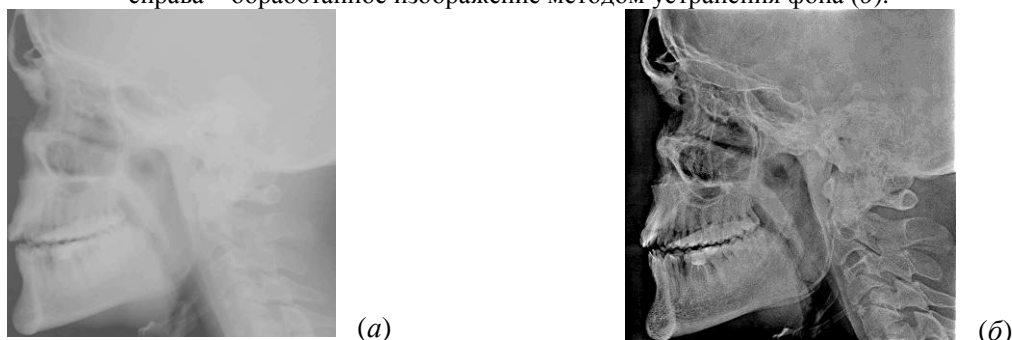 справа – обработанное изображение методом устранения фона (б).
(а)
(б)